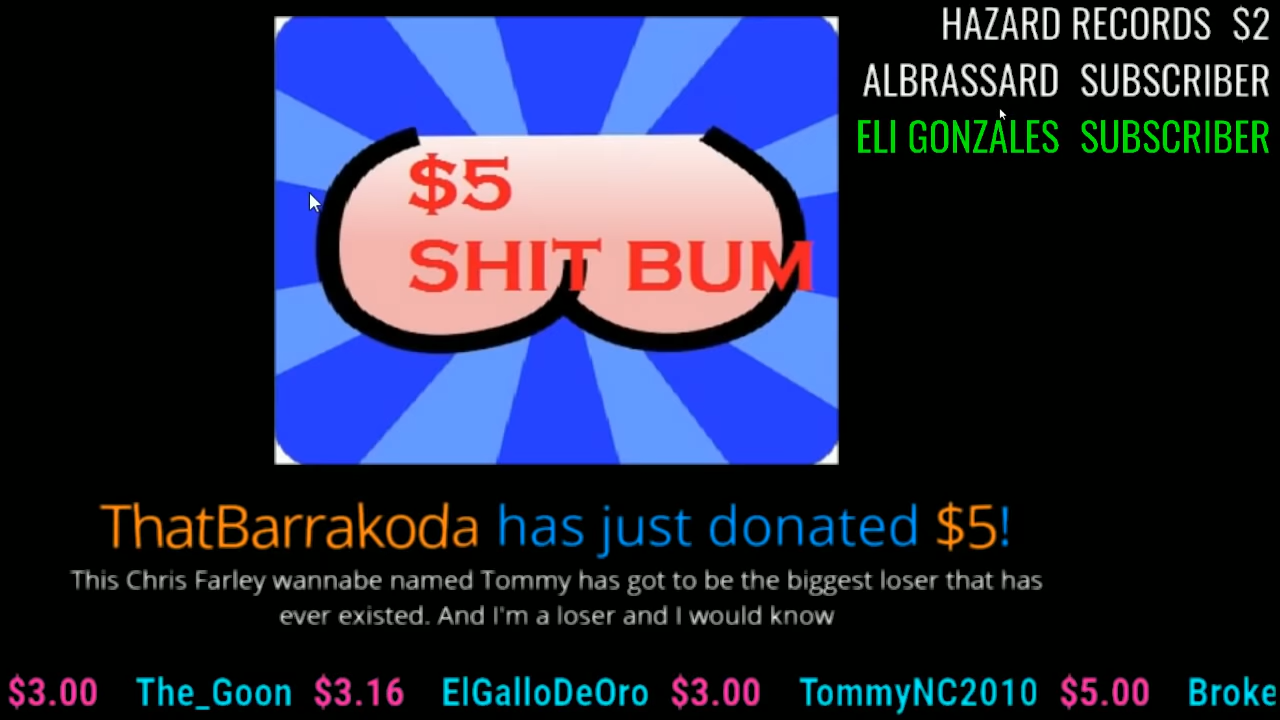 HAZARD RECORDS $2
ALBRASSARD SUBSCRIBER
ELI GONZALES SUBSCRIBER
$5
SHIT BUM
ThatBarrakoda has just donated $5!
This Chris Farley wannabe named Tommy has got to be the biggest loser that has
ever existed. And I'm a loser and I would know
$3.00 The_Goon $3.16 ElGalloDeOro $3.00 TommyNC2010 $5.00 Broke